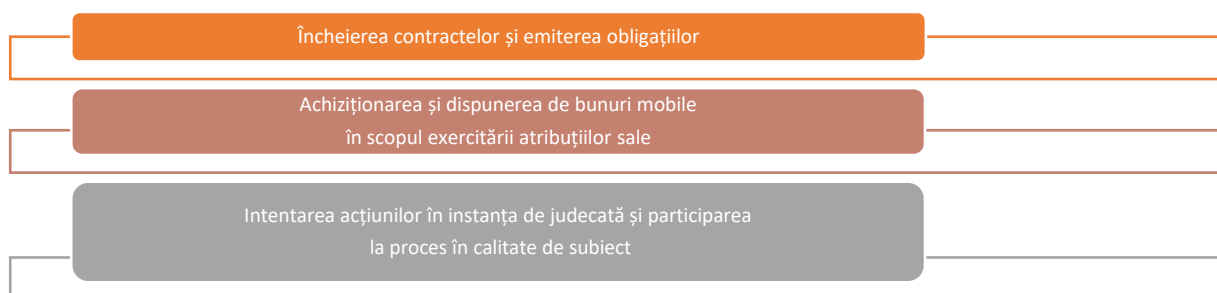 Încheierea contractelor și emiterea obligațiilor
Achiziționarea și dispunerea de bunuri mobile
în scopul exercitării atribuțiilor sale
Intentarea acțiunilor în instanța de judecată și participarea
la proces în calitate de subiect